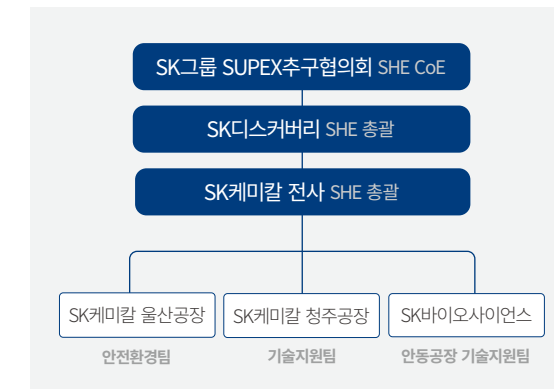 SK그룹 SUPEX추구협의회 SHE CoE
SK디스커버리 SHE 총괄
SK케미칼 전사 SHE 총괄
SK케미칼 울산공장
SK케미칼 청주공장
SK바이오사이언스
안전환경팀
기술지원팀
안동공장 기술지원팀